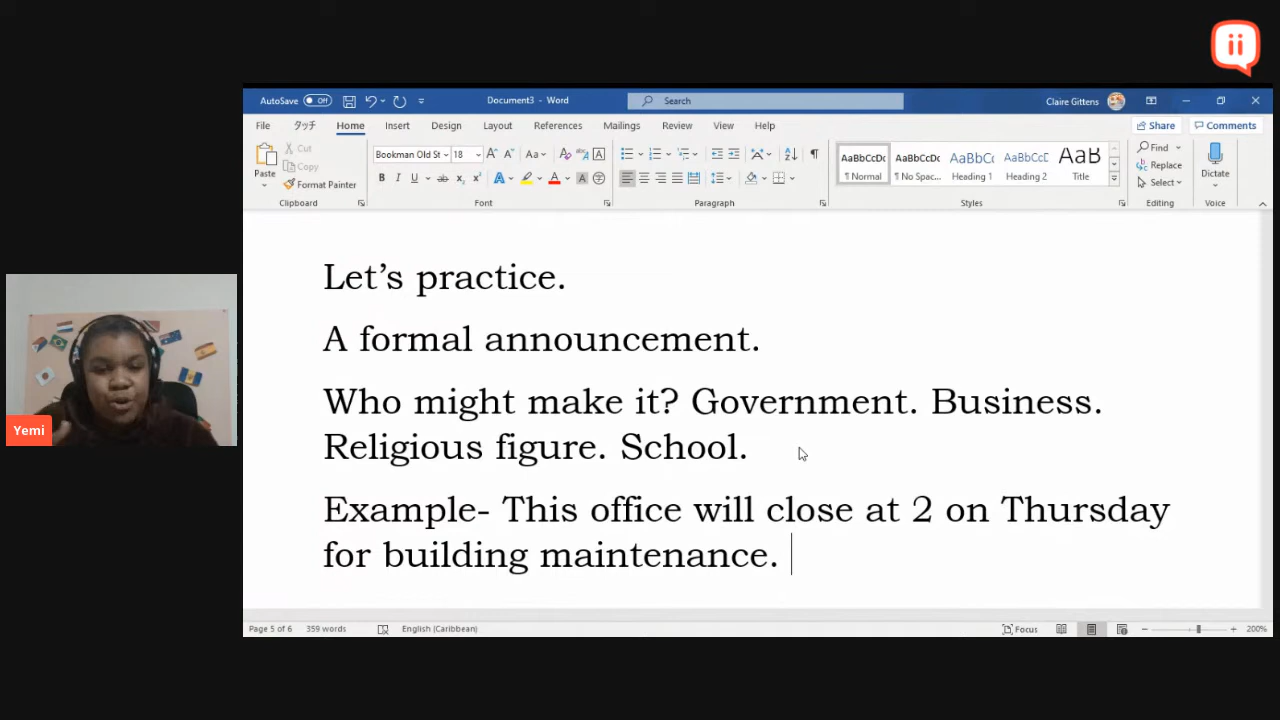 ii
AutoSave Off Document3 - Word Search Claire Gittens
File タッチ Home Insert Design Layout References Mailings Review View Help Share Comments
Paste Cut Copy Format Painter
Bookman Old St 18
AaBbCcDc AaBbCcDc AaBbCc AaBbCcD AaB
¶ Normal ¶ No Spac... Heading 1 Heading 2 Title
Find Replace Select Dictate
Clipboard Font Paragraph Styles Editing Voice
Let's practice.
A formal announcement.
Who might make it? Government. Business.
Religious figure. School.
Example- This office will close at 2 on Thursday
for building maintenance.
Yemi
Page 5 of 6 359 words English (Caribbean) Focus 200%